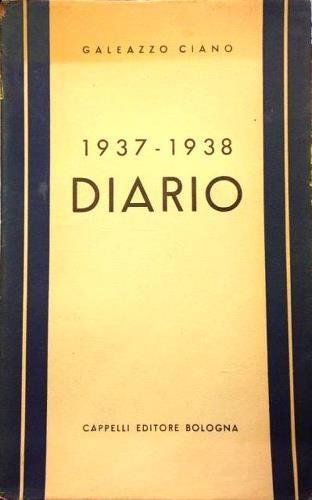 GALEAZZO CIANO
1937-1938
DIARIO
CAPPELLI EDITORE BOLOGNA